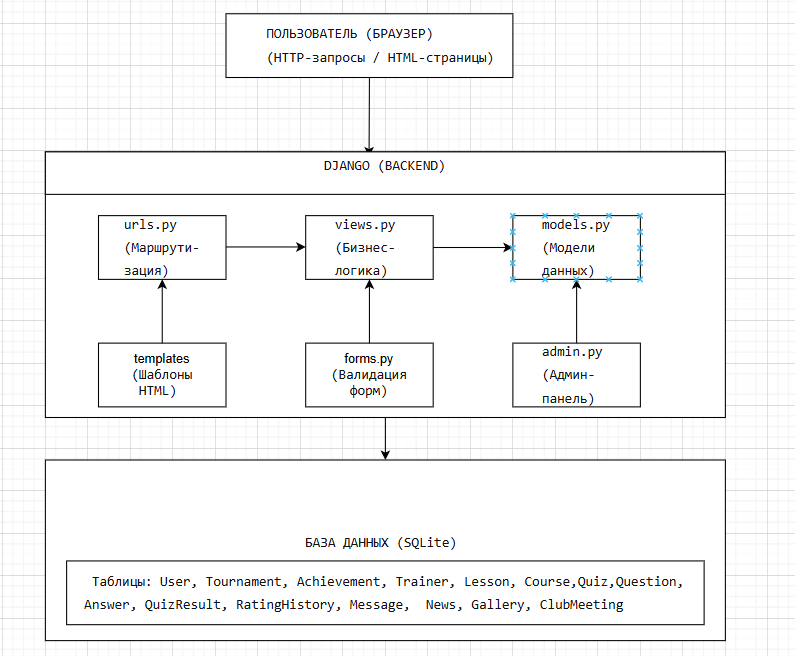 ПОЛЬЗОВАТЕЛЬ (БРАУЗЕР)
(HTTP-запросы / HTML-страницы)
DJANGO (BACKEND)
urls.py
(Маршрути-
зация)
views.py
(Бизнес-
логика)
models.py
(Модели
данных)
templates
(Шаблоны
HTML)
forms.py
(Валидация
форм)
admin.py
(Админ-
панель)
БАЗА ДАННЫХ (SQLite)
Таблицы: User, Tournament, Achievement, Trainer, Lesson, Course,Quiz,Question,
Answer, QuizResult, RatingHistory, Message,  News, Gallery, ClubMeeting